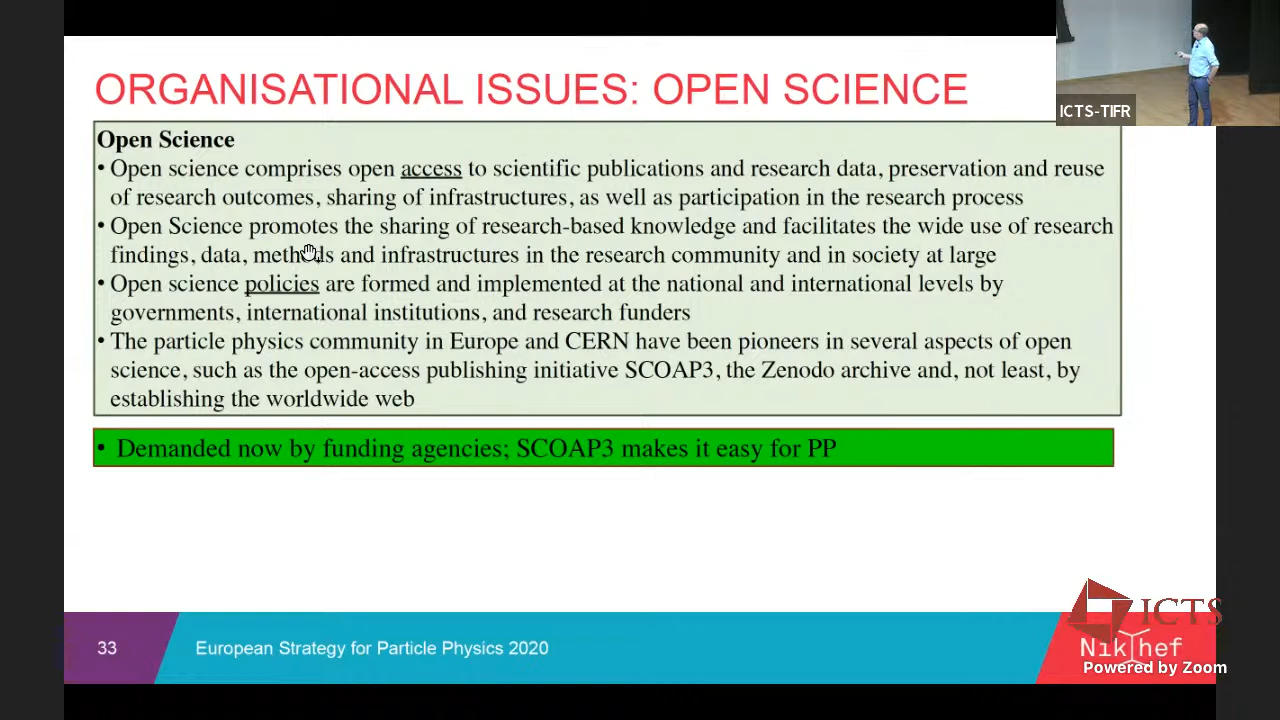 ORGANISATIONAL ISSUES: OPEN SCIENCE
ICTS-TIFR
Open Science
• Open science comprises open access to scientific publications and research data, preservation and reuse
of research outcomes, sharing of infrastructures, as well as participation in the research process
• Open Science promotes the sharing of research-based knowledge and facilitates the wide use of research
findings, data, methods and infrastructures in the research community and in society at large
• Open science policies are formed and implemented at the national and international levels by
governments, international institutions, and research funders
• The particle physics community in Europe and CERN have been pioneers in several aspects of open
science, such as the open-access publishing initiative SCOAP3, the Zenodo archive and, not least, by
establishing the worldwide web
• Demanded now by funding agencies; SCOAP3 makes it easy for PP
ICTS
33 European Strategy for Particle Physics 2020
Nikhef
Powered by Zoom